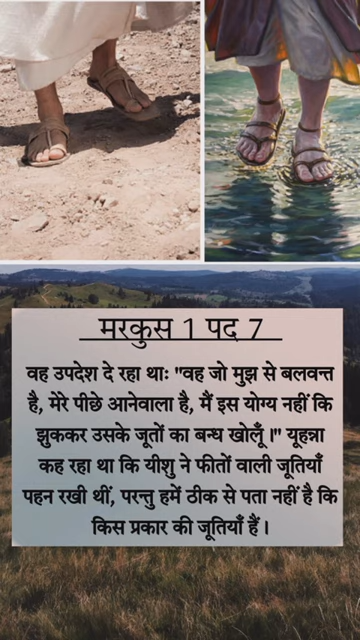 मरकुस 1 पद 7
वह उपदेश दे रहा थाः "वह जो मुझ से बलवन्त
है, मेरे पीछे आनेवाला है, मैं इस योग्य नहीं कि
झुककर उसके जूतों का बन्ध खोलूँ।" यूहन्ना
कह रहा था कि यीशु ने फीतों वाली जूतियाँ
पहन रखी थीं, परन्तु हमें ठीक से पता नहीं है कि
किस प्रकार की जूतियाँ हैं।